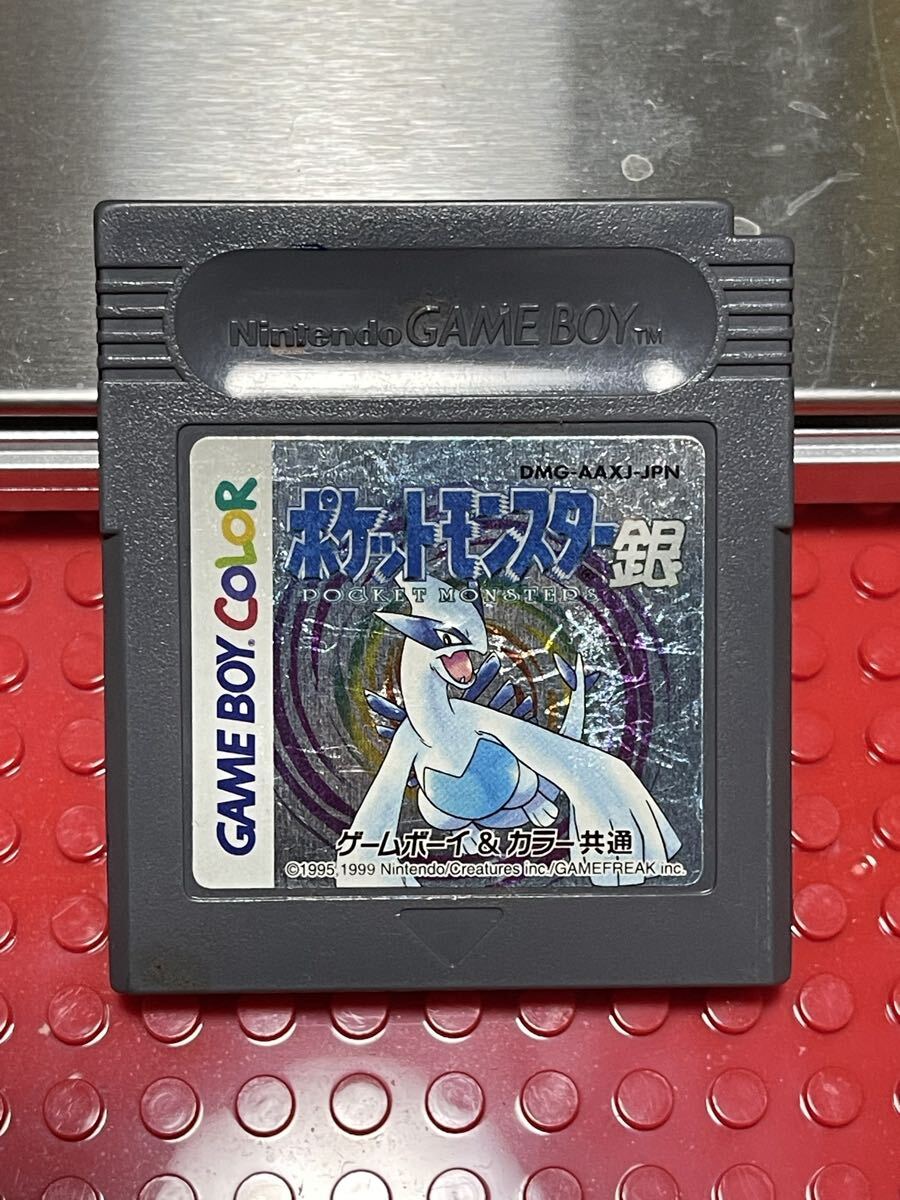 Nintendo GAME BOY™
DMG-AAXJ-JPN
ポケットモンスター銀
POCKET MONSTERS
GAME BOY COLOR
ゲームボーイ & カラー共通
©1995,1999 Nintendo/Creatures inc./GAMEFREAK inc.